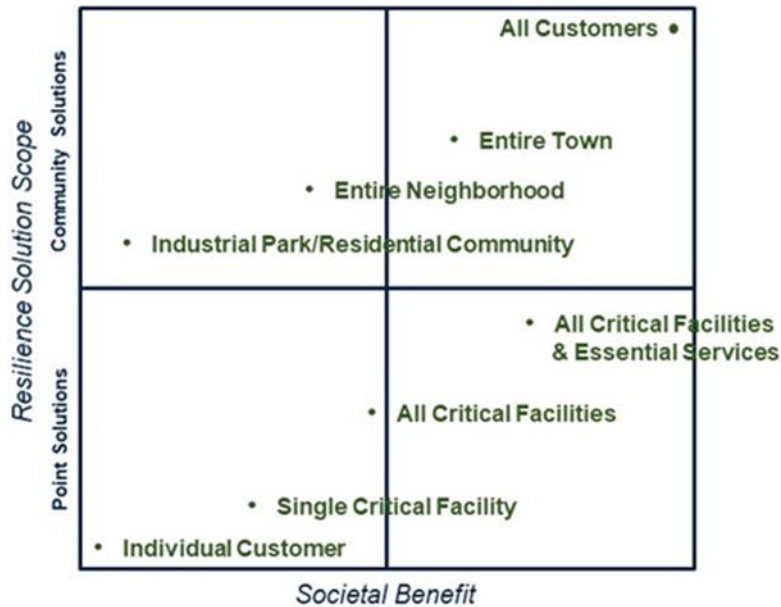 Resilience Solution Scope
Community Solutions
Point Solutions
All Customers
Entire Town
Entire Neighborhood
Industrial Park/Residential Community
All Critical Facilities
& Essential Services
All Critical Facilities
Single Critical Facility
Individual Customer
Societal Benefit